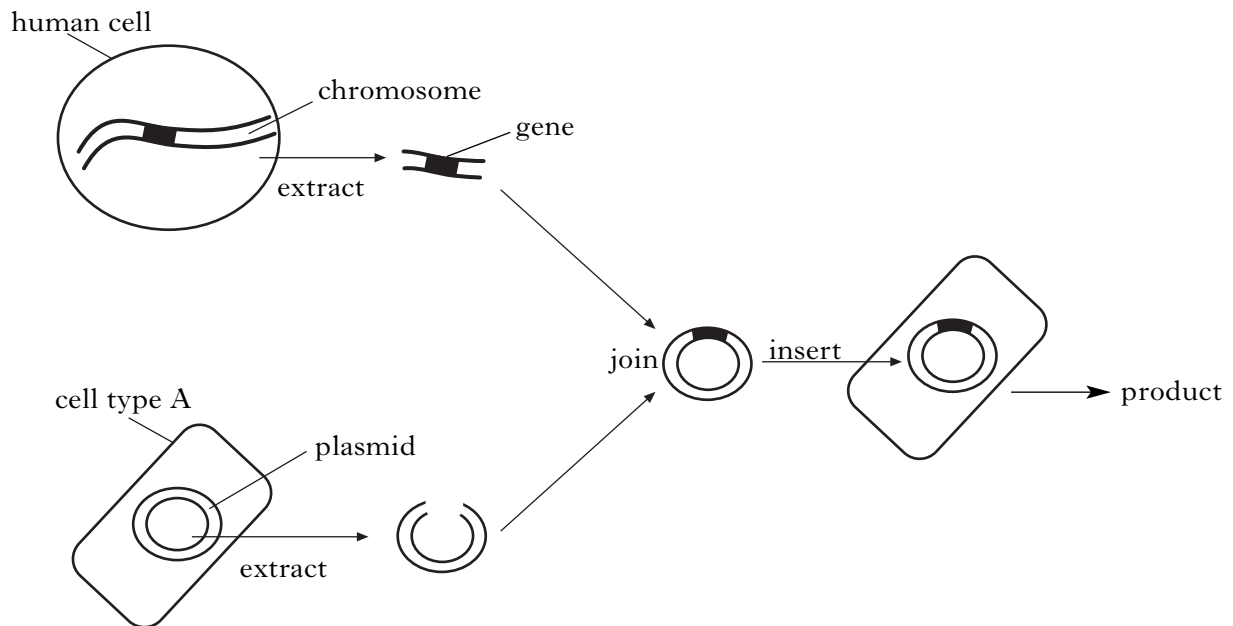 human cell
chromosome
gene
extract
join
insert
product
cell type A
plasmid
extract